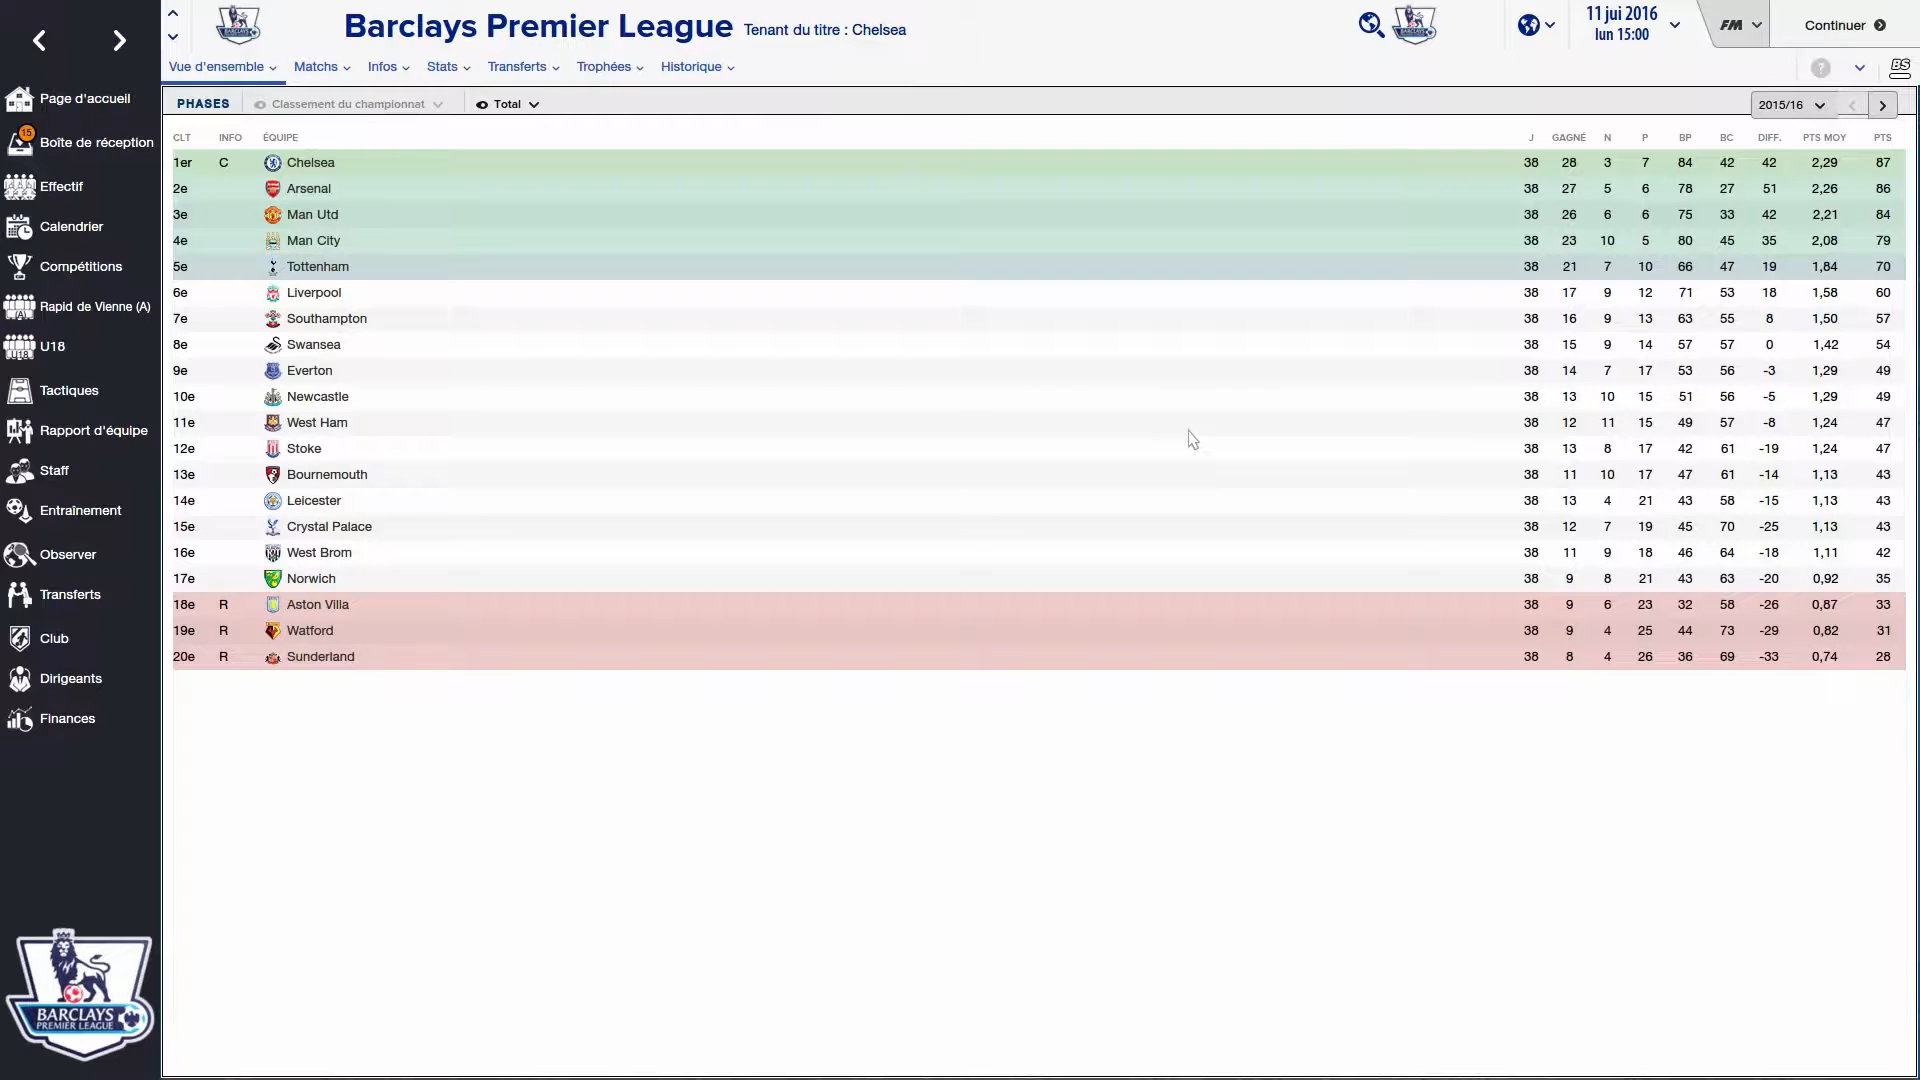 Barclays Premier League Tenant du titre : Chelsea
11 jui 2016
lun 15:00
FM
Continuer
Vue d'ensemble Matchs Infos Stats Transferts Trophées Historique
?
BS
PHASES Classement du championnat Total 2015/16
Page d'accueil
15
Boîte de réception
Effectif
Calendrier
Compétitions
(A)
Rapid de Vienne (A)
U18
U18
Tactiques
Rapport d'équipe
Staff
Entraînement
Observer
Transferts
Club
Dirigeants
Finances
BARCLAYS
PREMIER LEAGUE
CLT INFO ÉQUIPE J GAGNÉ N P BP BC DIFF. PTS MOY PTS
1er C Chelsea 38 28 3 7 84 42 42 2,29 87
2e Arsenal 38 27 5 6 78 27 51 2,26 86
3e Man Utd 38 26 6 6 75 33 42 2,21 84
4e Man City 38 23 10 5 80 45 35 2,08 79
5e Tottenham 38 21 7 10 66 47 19 1,84 70
6e Liverpool 38 17 9 12 71 53 18 1,58 60
7e Southampton 38 16 9 13 63 55 8 1,50 57
8e Swansea 38 15 9 14 57 57 0 1,42 54
9e Everton 38 14 7 17 53 56 -3 1,29 49
10e Newcastle 38 13 10 15 51 56 -5 1,29 49
11e West Ham 38 12 11 15 49 57 -8 1,24 47
12e Stoke 38 13 8 17 42 61 -19 1,24 47
13e Bournemouth 38 11 10 17 47 61 -14 1,13 43
14e Leicester 38 13 4 21 43 58 -15 1,13 43
15e Crystal Palace 38 12 7 19 45 70 -25 1,13 43
16e West Brom 38 11 9 18 46 64 -18 1,11 42
17e Norwich 38 9 8 21 43 63 -20 0,92 35
18e R Aston Villa 38 9 6 23 32 58 -26 0,87 33
19e R Watford 38 9 4 25 44 73 -29 0,82 31
20e R Sunderland 38 8 4 26 36 69 -33 0,74 28